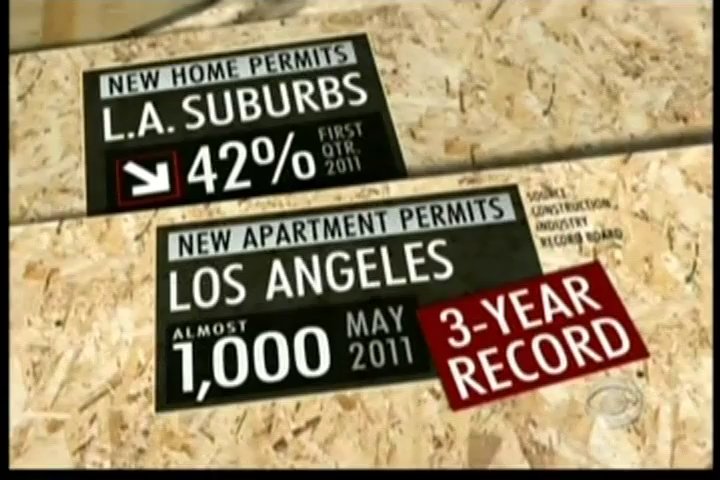 NEW HOME PERMITS
L.A. SUBURBS
42%
FIRST
QTR.
2011
NEW APARTMENT PERMITS
LOS ANGELES
ALMOST
1,000
MAY
2011
3-YEAR
RECORD
SOURCE:
CONSTRUCTION
INDUSTRY
RECORD BOARD